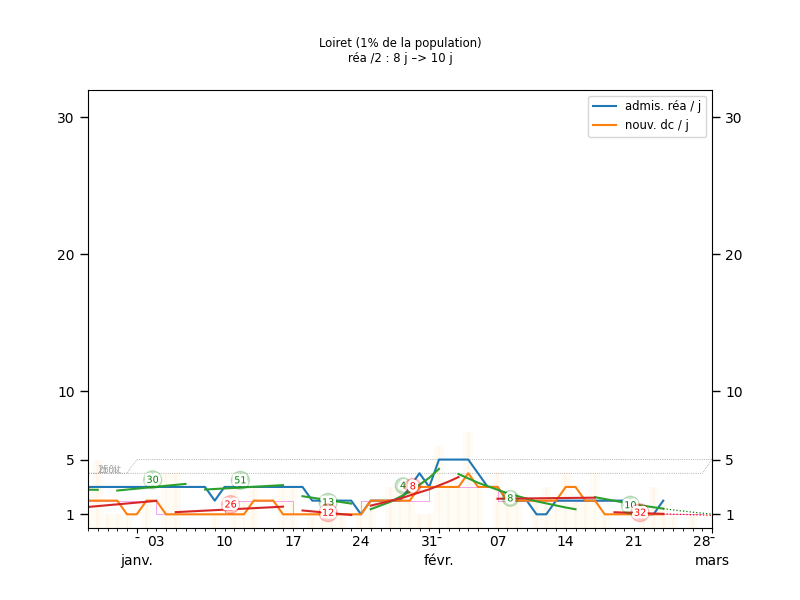 Loiret (1% de la population)
réa /2 : 8 j –> 10 j
admis. réa / j
nouv. dc / j
30 30
20 20
10 10
5 5
1 1
30 51 26 13 12 4 8 8 10 32
03 10 17 24 31 07 14 21 28
janv. févr. mars